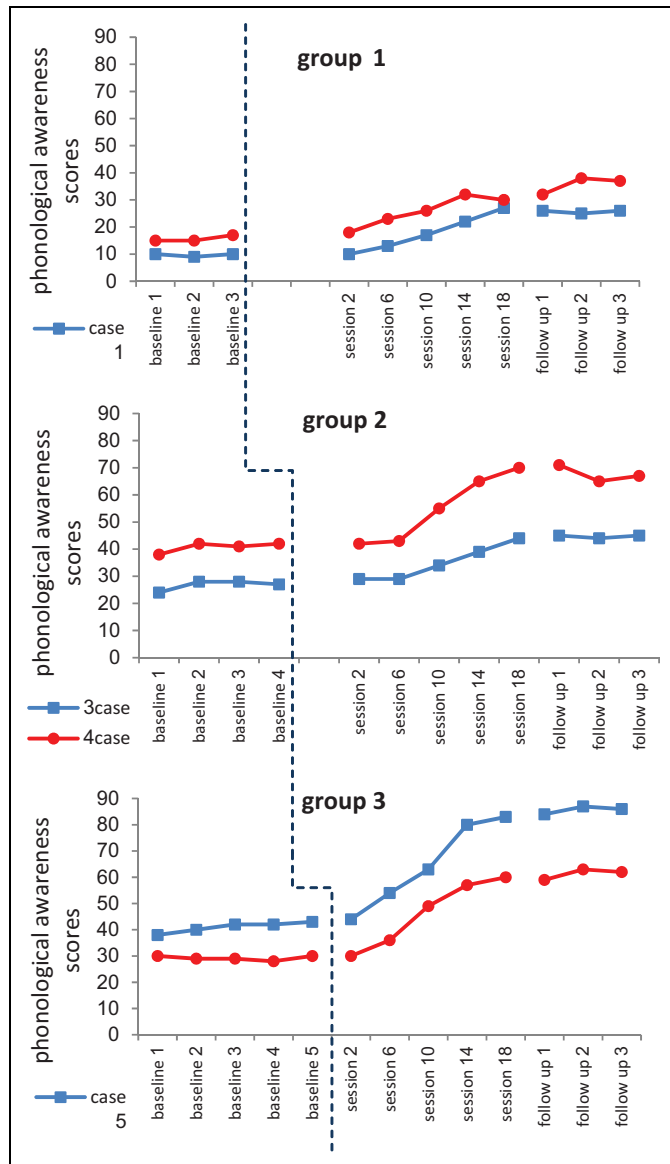 group 1
phonological awareness
scores
90
80
70
60
50
40
30
20
10
0
baseline 1
baseline 2
baseline 3
session 2
session 6
session 10
session 14
session 18
follow up 1
follow up 2
follow up 3
case
1
group 2
phonological awareness
scores
90
80
70
60
50
40
30
20
10
0
baseline 1
baseline 2
baseline 3
baseline 4
session 2
session 6
session 10
session 14
session 18
follow up 1
follow up 2
follow up 3
3case
4case
group 3
phonological awareness
scores
90
80
70
60
50
40
30
20
10
0
baseline 1
baseline 2
baseline 3
baseline 4
baseline 5
session 2
session 6
session 10
session 14
session 18
follow up 1
follow up 2
follow up 3
case
5